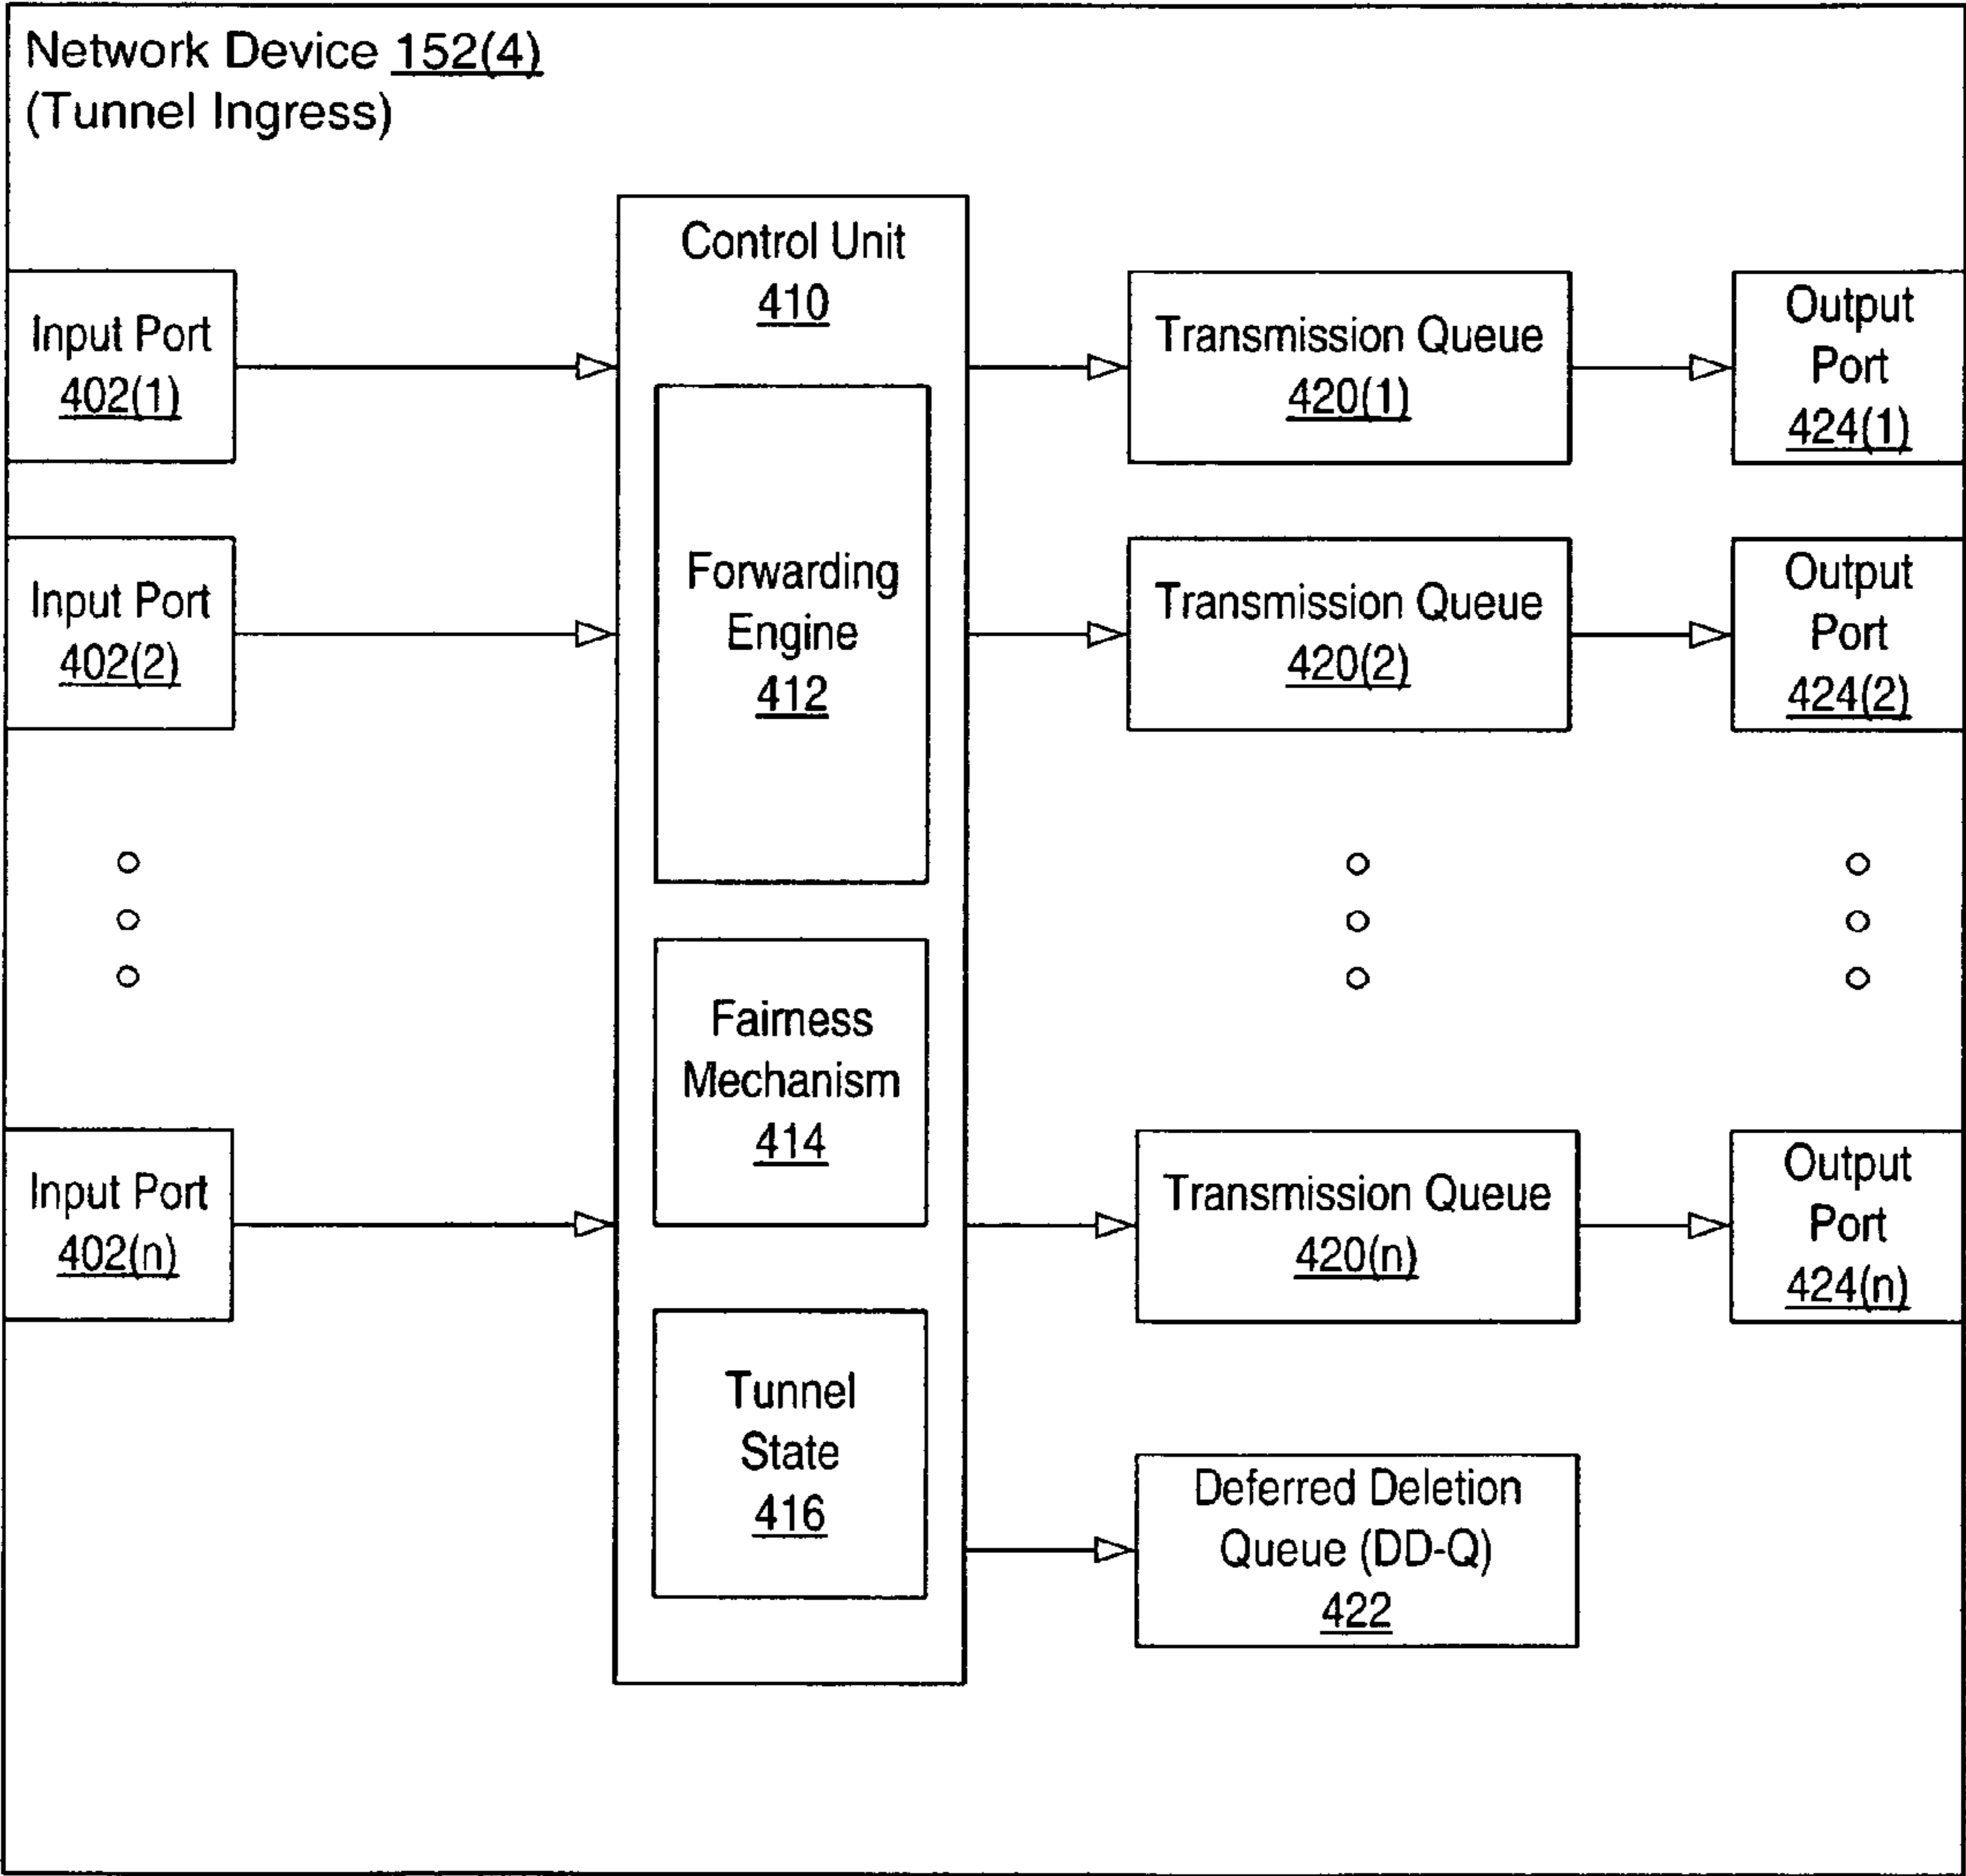 Network Device 152(4)
(Tunnel Ingress)
Input Port
402(1)
Input Port
402(2)
Input Port
402(n)
Control Unit
410
Forwarding
Engine
412
Fairness
Mechanism
414
Tunnel
State
416
Transmission Queue
420(1)
Transmission Queue
420(2)
Transmission Queue
420(n)
Deferred Deletion
Queue (DD-Q)
422
Output
Port
424(1)
Output
Port
424(2)
Output
Port
424(n)